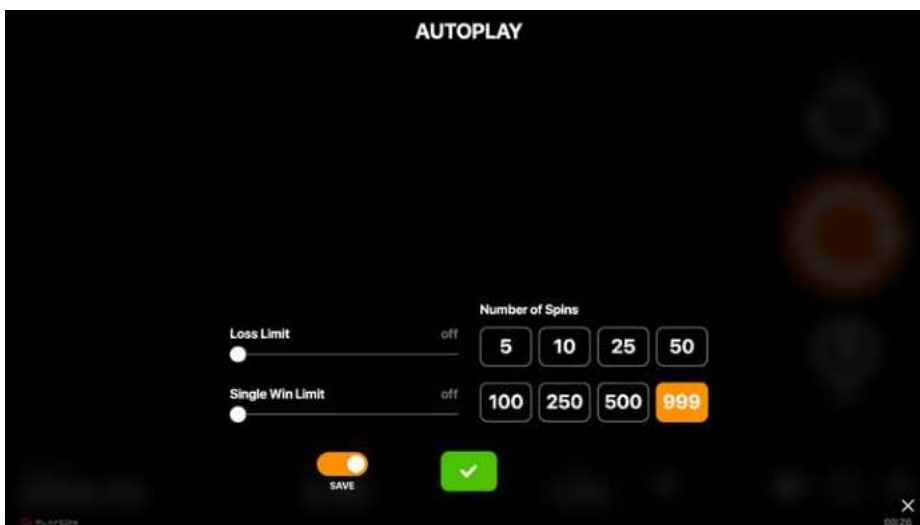 AUTOPLAY
Number of Spins
Loss Limit off
5 10 25 50
Single Win Limit off
100 250 500 999
SAVE
PLAYSON